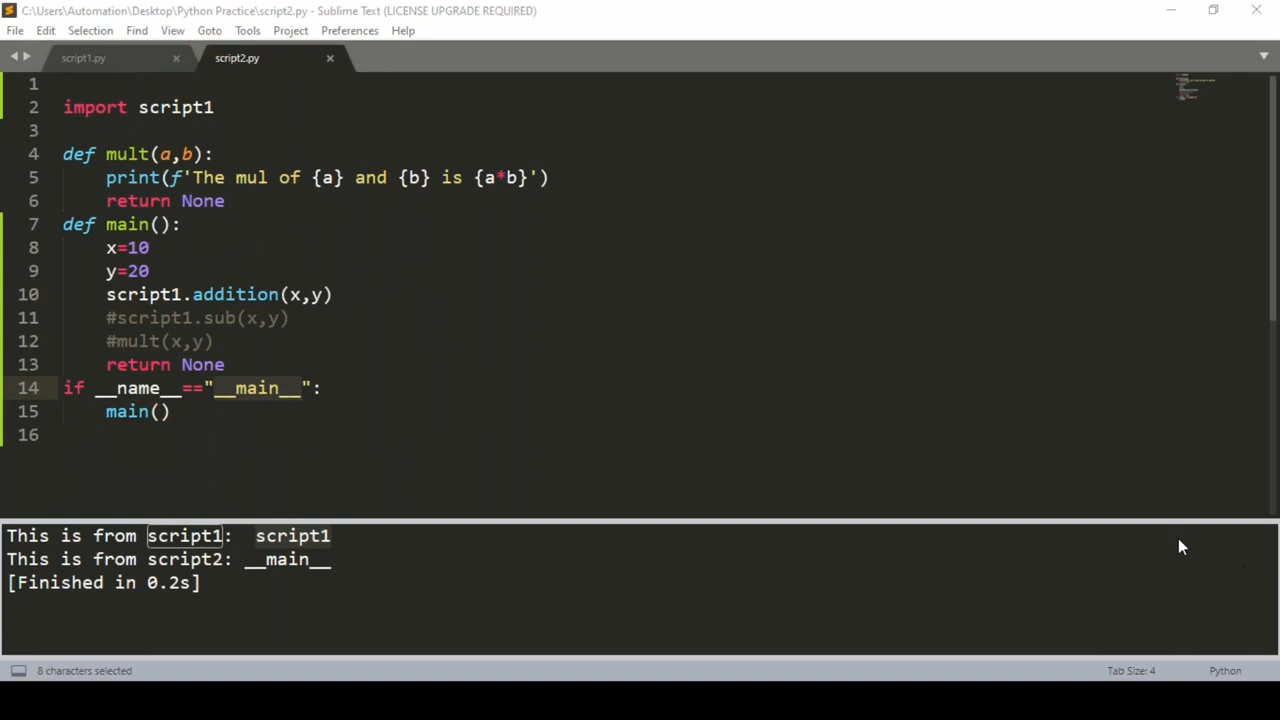 C:\Users\Automation\Desktop\Python Practice\script2.py - Sublime Text (LICENSE UPGRADE REQUIRED)
File Edit Selection Find View Goto Tools Project Preferences Help
script1.py script2.py
1
2 import script1
3
4 def mult(a,b):
5     print(f'The mul of {a} and {b} is {a*b}')
6     return None
7 def main():
8     x=10
9     y=20
10     script1.addition(x,y)
11     #script1.sub(x,y)
12     #mult(x,y)
13     return None
14 if __name__=="__main__":
15     main()
16
This is from script1:  script1
This is from script2: __main__
[Finished in 0.2s]
8 characters selected Tab Size: 4 Python